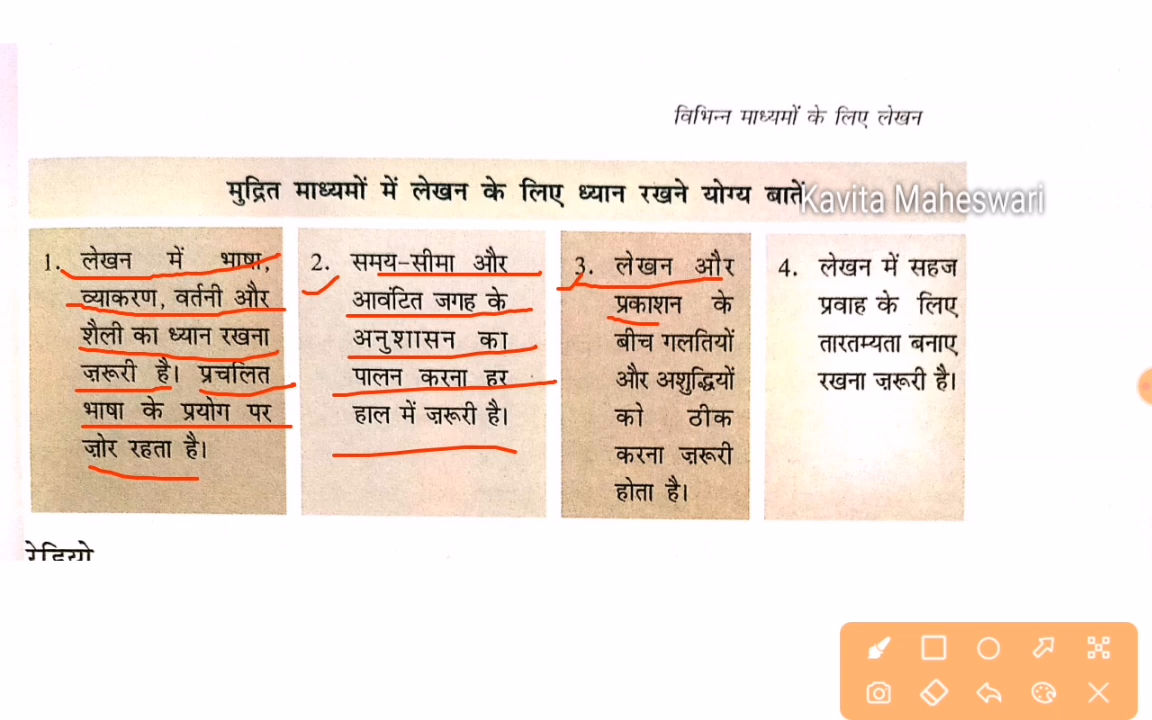 विभिन्न माध्यमों के लिए लेखन
मुद्रित माध्यमों में लेखन के लिए ध्यान रखने योग्य बातें
Kavita Maheswari
1. लेखन में भाषा,
व्याकरण, वर्तनी और
शैली का ध्यान रखना
ज़रूरी है। प्रचलित
भाषा के प्रयोग पर
ज़ोर रहता है।
2. समय-सीमा और
आवंटित जगह के
अनुशासन का
पालन करना हर
हाल में ज़रूरी है।
3. लेखन और
प्रकाशन के
बीच गलतियों
और अशुद्धियों
को ठीक
करना ज़रूरी
होता है।
4. लेखन में सहज
प्रवाह के लिए
तारतम्यता बनाए
रखना ज़रूरी है।
रेडियो